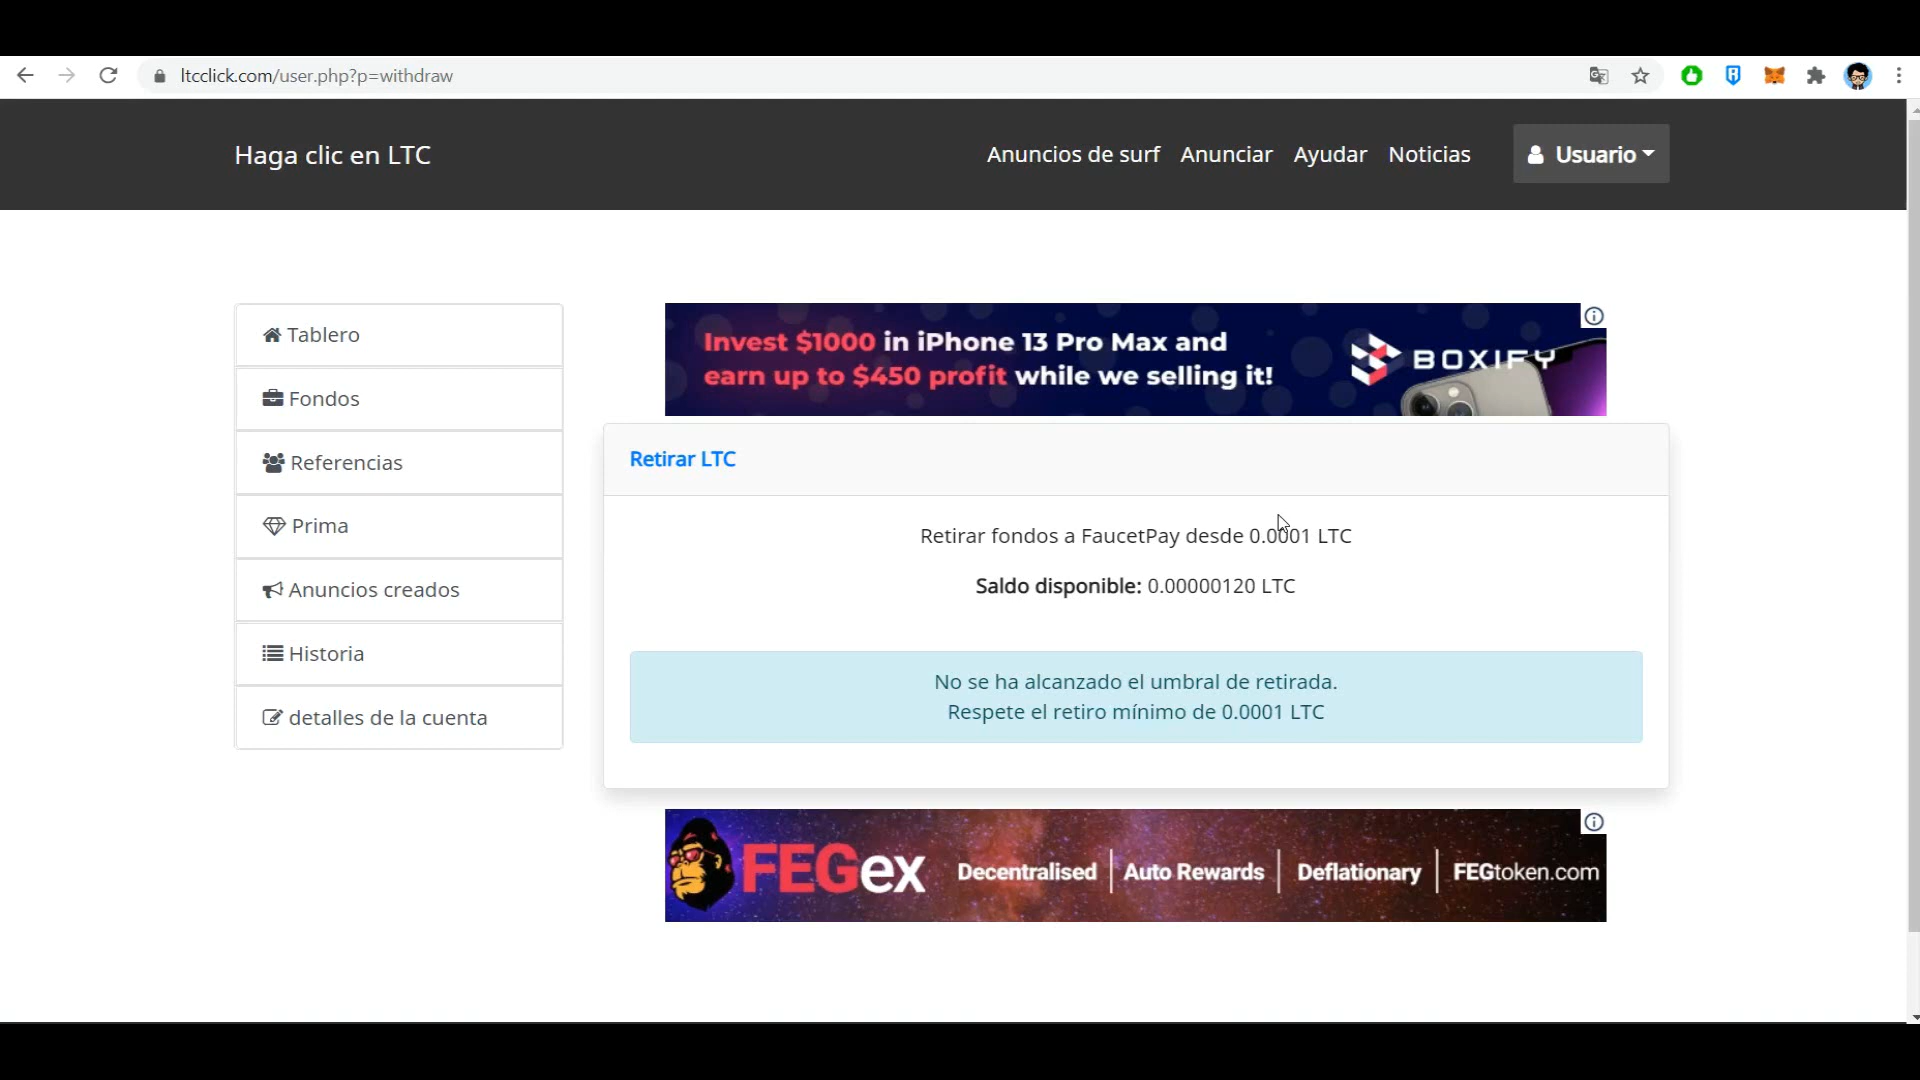 ltcclick.com/user.php?p=withdraw
Haga clic en LTC
Anuncios de surf Anunciar Ayudar Noticias Usuario
Tablero
Fondos
Referencias
Prima
Anuncios creados
Historia
detalles de la cuenta
Invest $1000 in iPhone 13 Pro Max and
earn up to $450 profit while we selling it!
BOXIFY
Retirar LTC
Retirar fondos a FaucetPay desde 0.0001 LTC
Saldo disponible: 0.00000120 LTC
No se ha alcanzado el umbral de retirada.
Respete el retiro mínimo de 0.0001 LTC
FEGex Decentralised Auto Rewards Deflationary FEGtoken.com